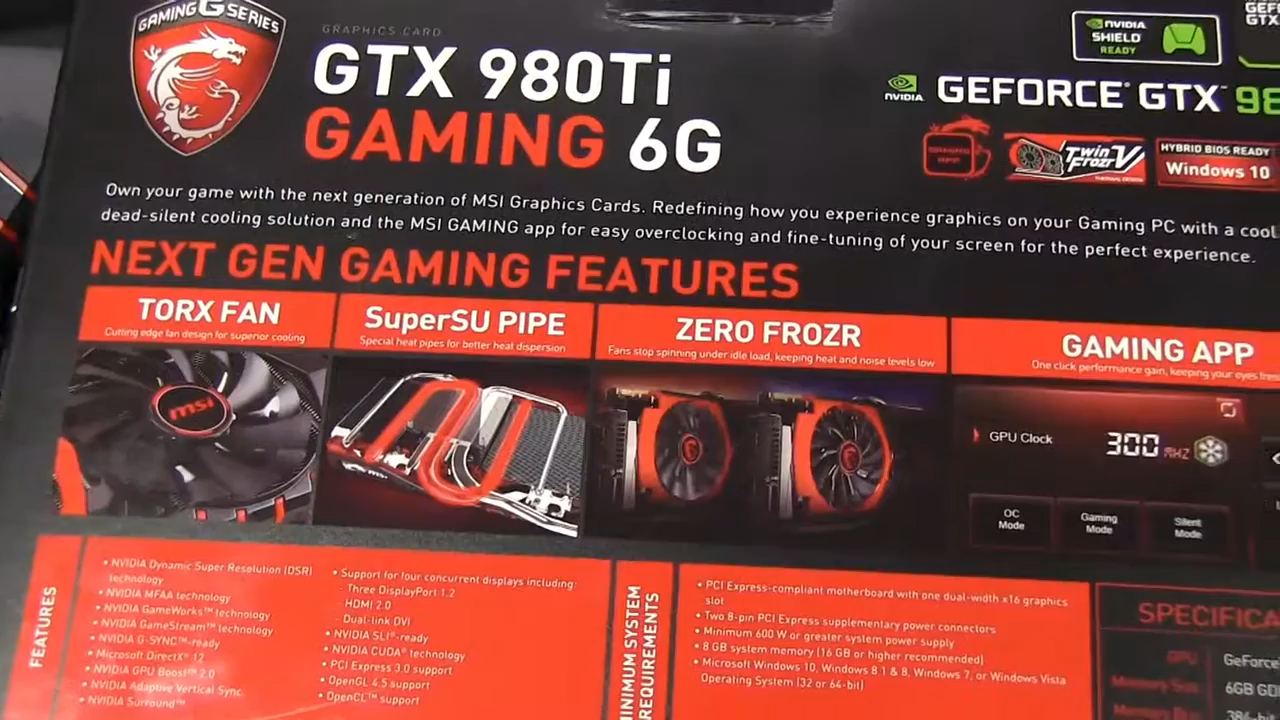 GAMING G SERIES
GRAPHICS CARD
GTX 980Ti
GAMING 6G
NVIDIA
SHIELD
READY
GEF
GTX
NVIDIA
GEFORCE® GTX™ 98
Twin
FrozrV
HYBRID BIOS READY
Windows 10
Own your game with the next generation of MSI Graphics Cards. Redefining how you experience graphics on your Gaming PC with a cool
dead-silent cooling solution and the MSI GAMING app for easy overclocking and fine-tuning of your screen for the perfect experience.
NEXT GEN GAMING FEATURES
TORX FAN
Cutting edge fan design for superior cooling
SuperSU PIPE
Special heat pipes for better heat dispersion
ZERO FROZR
Fans stop spinning under idle load, keeping heat and noise levels low
GAMING APP
One click performance gain, keeping your eyes fres
msi
GPU Clock
300 MHZ
OC
Mode
Gaming
Mode
Silent
Mode
FEATURES
• NVIDIA Dynamic Super Resolution (DSR)
technology
• NVIDIA MFAA technology
• NVIDIA GameWorks™ technology
• NVIDIA GameStream™ technology
• NVIDIA G-SYNC™-ready
• Microsoft DirectX® 12
• NVIDIA GPU Boost™ 2.0
• NVIDIA Adaptive Vertical Sync
• NVIDIA Surround™
• Support for four concurrent displays including:
- Three DisplayPort 1.2
- HDMI 2.0
- Dual-link DVI
• NVIDIA SLI®-ready
• NVIDIA CUDA® technology
• PCI Express 3.0 support
• OpenGL 4.5 support
• OpenCL™ support
MINIMUM SYSTEM
REQUIREMENTS
• PCI Express-compliant motherboard with one dual-width x16 graphics
slot
• Two 8-pin PCI Express supplementary power connectors
• Minimum 600 W or greater system power supply
• 8 GB system memory (16 GB or higher recommended)
• Microsoft Windows 10, Windows 8.1 & 8, Windows 7, or Windows Vista
Operating System (32 or 64-bit)
SPECIFICA
GPU
GeForce
Memory Size
6GB GD
384-bit